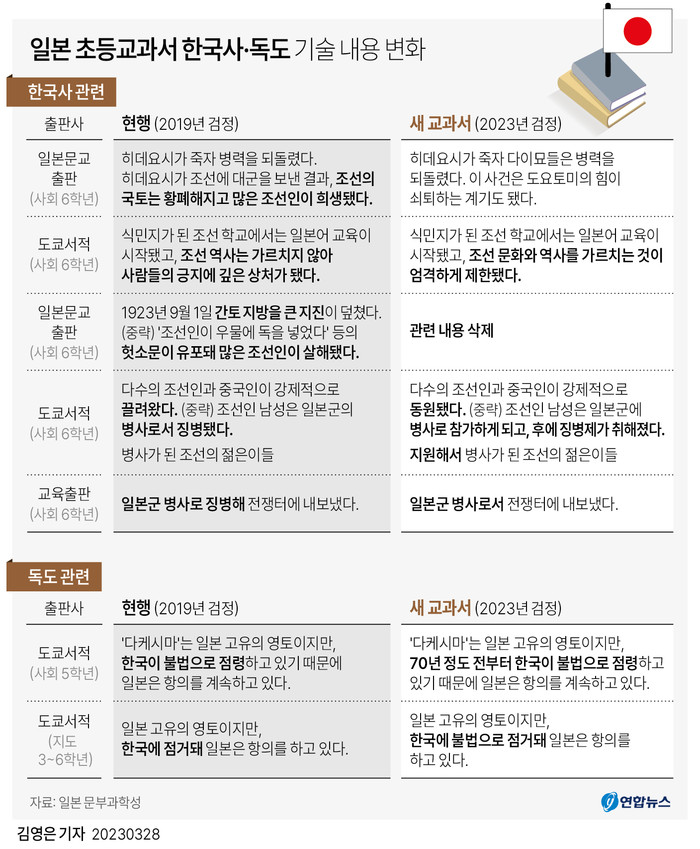 일본 초등교과서 한국사·독도 기술 내용 변화
한국사 관련
출판사
현행 (2019년 검정)
새 교과서 (2023년 검정)
일본문교
출판
(사회 6학년)
히데요시가 죽자 병력을 되돌렸다.
히데요시가 조선에 대군을 보낸 결과, 조선의
국토는 황폐해지고 많은 조선인이 희생됐다.
히데요시가 죽자 다이묘들은 병력을
되돌렸다. 이 사건은 도요토미의 힘이
쇠퇴하는 계기도 됐다.
도쿄서적
(사회 6학년)
식민지가 된 조선 학교에서는 일본어 교육이
시작됐고, 조선 역사는 가르치지 않아
사람들의 긍지에 깊은 상처가 됐다.
식민지가 된 조선 학교에서는 일본어 교육이
시작됐고, 조선 문화와 역사를 가르치는 것이
엄격하게 제한됐다.
일본문교
출판
(사회 6학년)
1923년 9월 1일 간토 지방을 큰 지진이 덮쳤다.
(중략) '조선인이 우물에 독을 넣었다' 등의
헛소문이 유포돼 많은 조선인이 살해됐다.
관련 내용 삭제
도쿄서적
(사회 6학년)
다수의 조선인과 중국인이 강제적으로
끌려왔다. (중략) 조선인 남성은 일본군의
병사로서 징병됐다.
병사가 된 조선의 젊은이들
다수의 조선인과 중국인이 강제적으로
동원됐다. (중략) 조선인 남성은 일본군에
병사로 참가하게 되고, 후에 징병제가 취해졌다.
지원해서 병사가 된 조선의 젊은이들
교육출판
(사회 6학년)
일본군 병사로 징병해 전쟁터에 내보냈다.
일본군 병사로서 전쟁터에 내보냈다.
독도 관련
출판사
현행 (2019년 검정)
새 교과서 (2023년 검정)
도쿄서적
(사회 5학년)
'다케시마'는 일본 고유의 영토이지만,
한국이 불법으로 점령하고 있기 때문에
일본은 항의를 계속하고 있다.
'다케시마'는 일본 고유의 영토이지만,
70년 정도 전부터 한국이 불법으로 점령하고
있기 때문에 일본은 항의를 계속하고 있다.
도쿄서적
(지도
3~6학년)
일본 고유의 영토이지만,
한국에 점거돼 일본은 항의를 하고 있다.
일본 고유의 영토이지만,
한국에 불법으로 점거돼 일본은 항의를
하고 있다.
자료: 일본 문부과학성
연합뉴스
김영은 기자 20230328